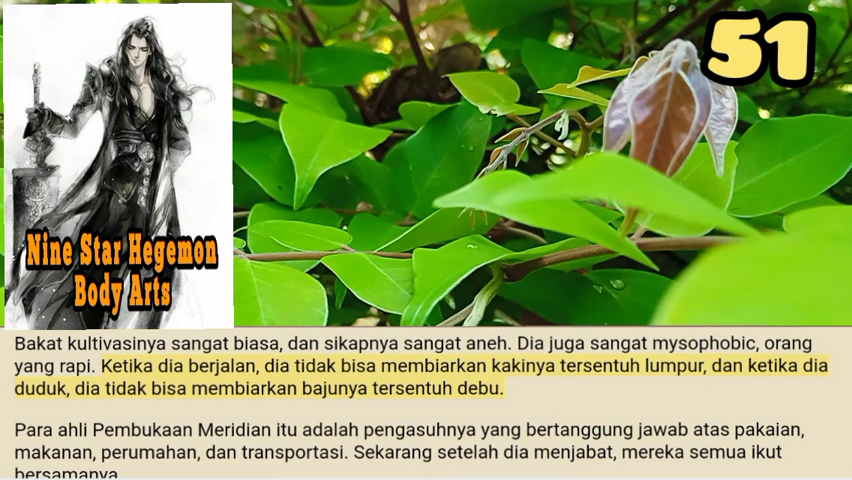 51
Nine Star Hegemon
Body Arts
Bakat kultivasinya sangat biasa, dan sikapnya sangat aneh. Dia juga sangat mysophobic, orang
yang rapi. Ketika dia berjalan, dia tidak bisa membiarkan kakinya tersentuh lumpur, dan ketika dia
duduk, dia tidak bisa membiarkan bajunya tersentuh debu.
Para ahli Pembukaan Meridian itu adalah pengasuhnya yang bertanggung jawab atas pakaian,
makanan, perumahan, dan transportasi. Sekarang setelah dia menjabat, mereka semua ikut
bersamanya